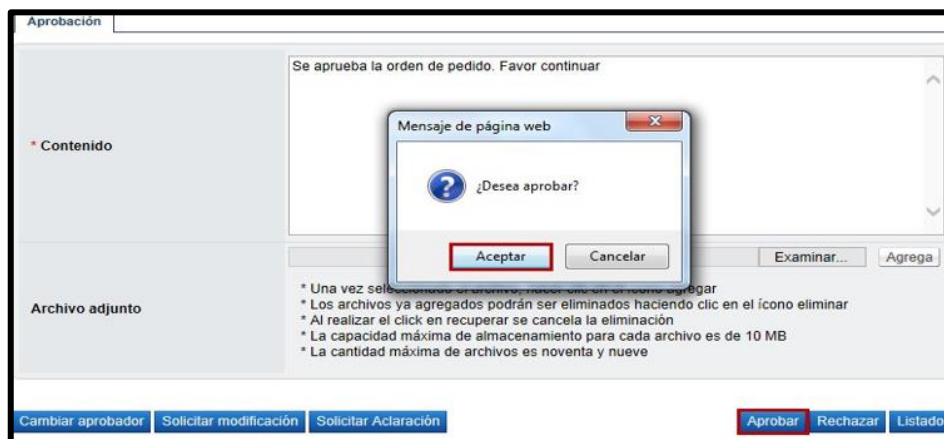 Aprobación
Se aprueba la orden de pedido. Favor continuar
* Contenido
Mensaje de página web
¿Desea aprobar?
Aceptar Cancelar
Examinar... Agrega
Archivo adjunto
* Una vez seleccionado el archivo, hacer clic en el ícono agregar
* Los archivos ya agregados podrán ser eliminados haciendo clic en el ícono eliminar
* Al realizar el click en recuperar se cancela la eliminación
* La capacidad máxima de almacenamiento para cada archivo es de 10 MB
* La cantidad máxima de archivos es noventa y nueve
Cambiar aprobador Solicitar modificación Solicitar Aclaración Aprobar Rechazar Listado